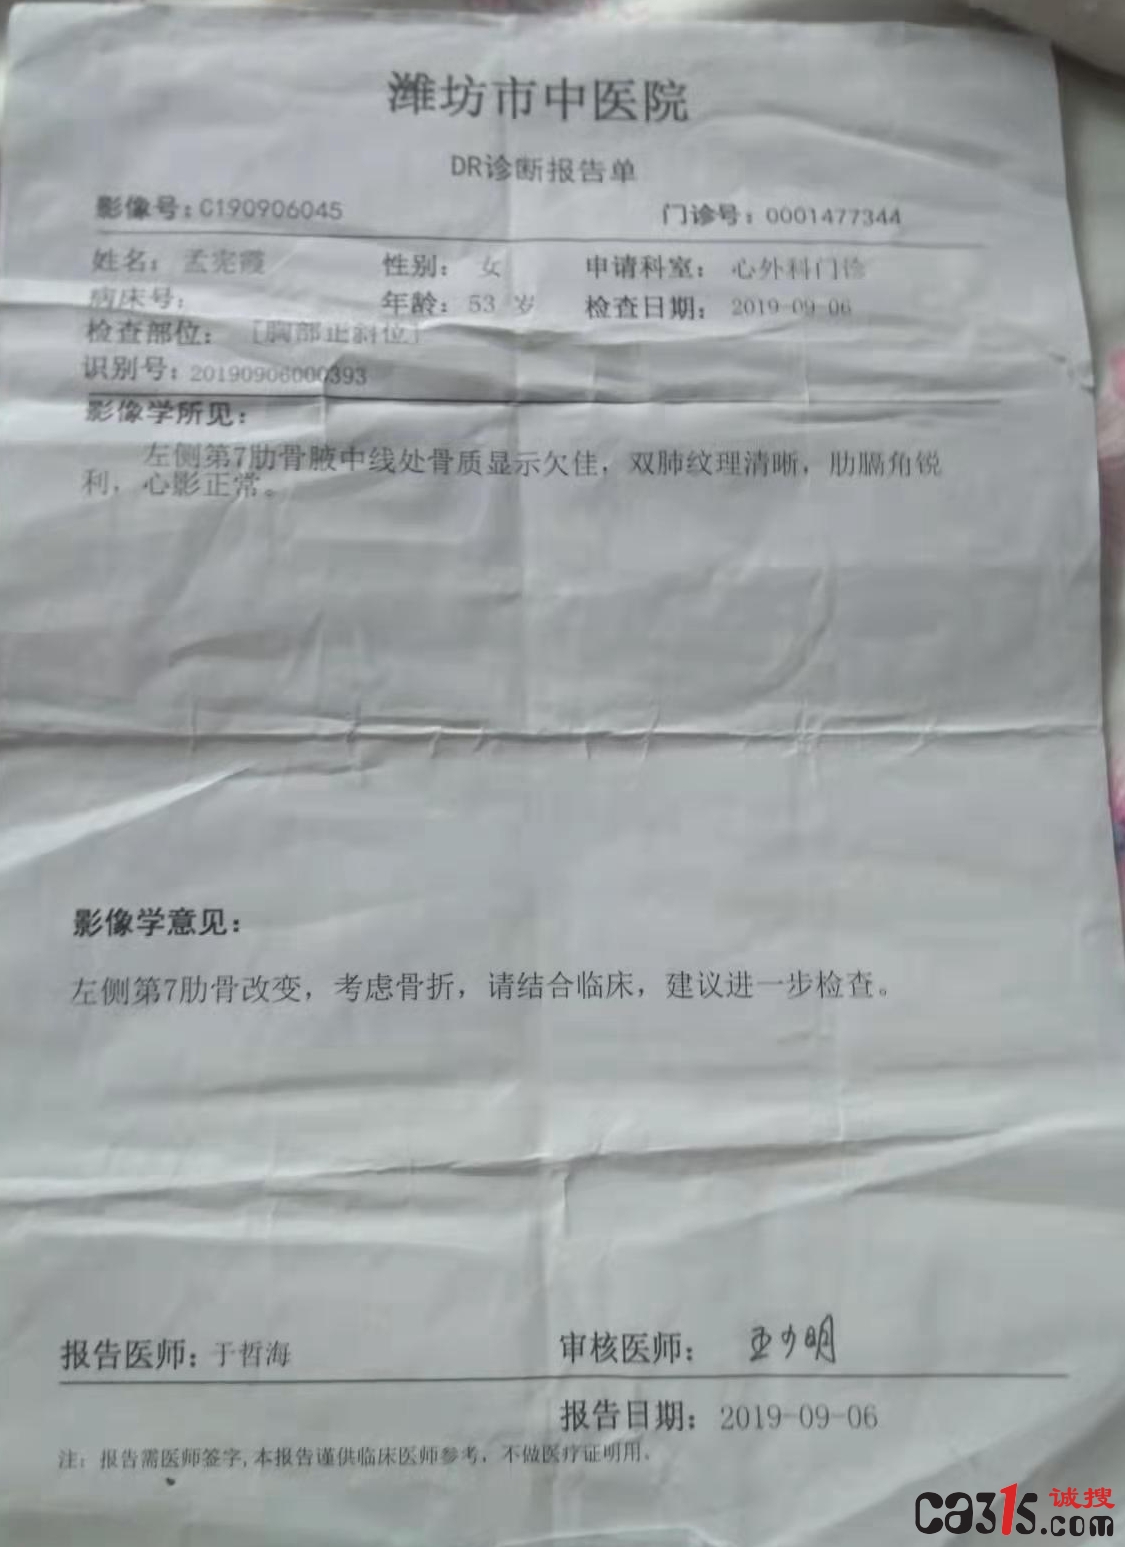 潍坊市中医院
DR诊断报告单
影像号:C190906045 门诊号:0001477344
姓名: 孟宪霞 性别: 女 申请科室: 心外科门诊
病床号: 年龄: 53 岁 检查日期: 2019-09-06
检查部位: [胸部正斜位]
识别号: 20190906000393
影像学所见:
左侧第7肋骨腋中线处骨质显示欠佳，双肺纹理清晰，肋膈角锐
利，心影正常。
影像学意见:
左侧第7肋骨改变，考虑骨折，请结合临床，建议进一步检查。
报告医师: 于哲海 审核医师:
报告日期: 2019-09-06
注: 报告需医师签字,本报告谨供临床医师参考，不做医疗证明用。
ca315诚搜.com